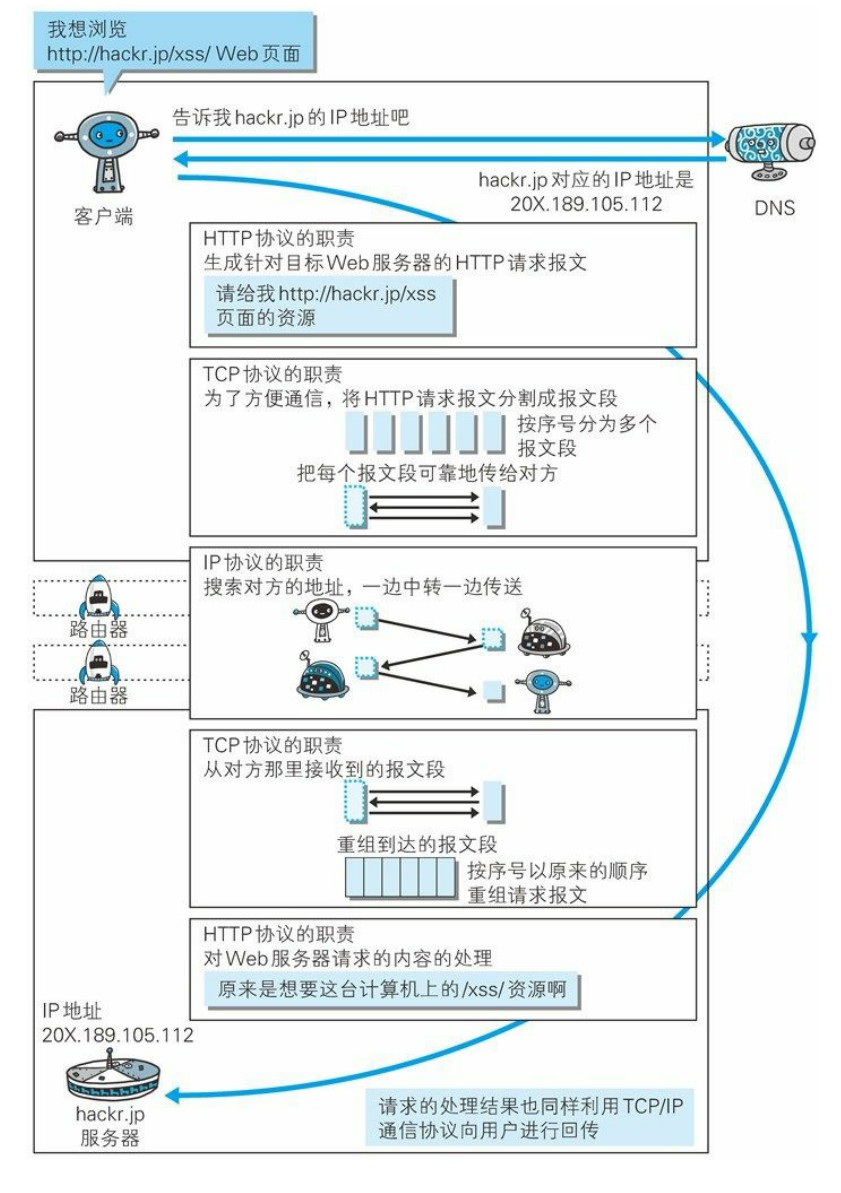 我想浏览
http://hackr.jp/xss/ Web页面
告诉我hackr.jp的IP地址吧
hackr.jp对应的IP地址是
20X.189.105.112
客户端
DNS
HTTP协议的职责
生成针对目标Web服务器的HTTP请求报文
请给我http://hackr.jp/xss
页面的资源
TCP协议的职责
为了方便通信，将HTTP请求报文分割成报文段
按序号分为多个
报文段
把每个报文段可靠地传给对方
IP协议的职责
搜索对方的地址，一边中转一边传送
路由器
路由器
TCP协议的职责
从对方那里接收到的报文段
重组到达的报文段
按序号以原来的顺序
重组请求报文
HTTP协议的职责
对Web服务器请求的内容的处理
原来是想要这台计算机上的/xss/资源啊
IP地址
20X.189.105.112
hackr.jp
服务器
请求的处理结果也同样利用TCP/IP
通信协议向用户进行回传